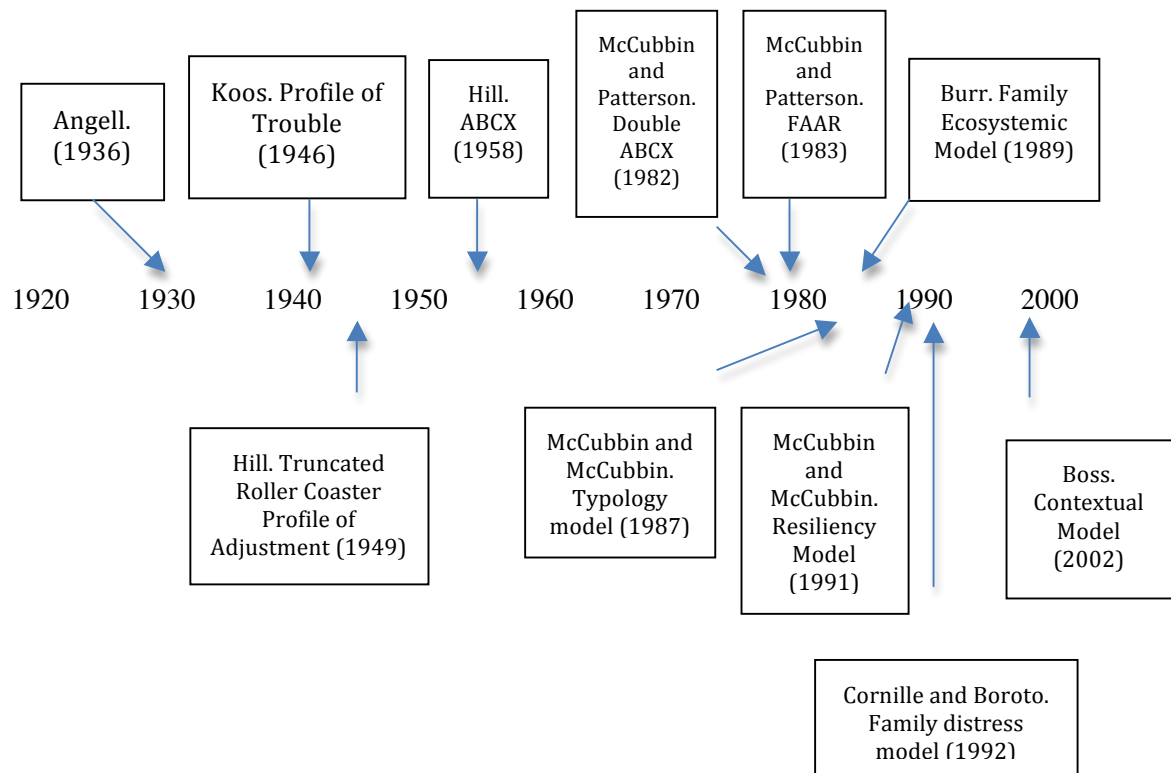 Angell.
(1936)
Koos. Profile of
Trouble
(1946)
Hill.
ABCX
(1958)
McCubbin
and
Patterson.
Double
ABCX
(1982)
McCubbin
and
Patterson.
FAAR
(1983)
Burr. Family
Ecosystemic
Model (1989)
1920 1930 1940 1950 1960 1970 1980 1990 2000
Hill. Truncated
Roller Coaster
Profile of
Adjustment (1949)
McCubbin and
McCubbin.
Typology
model (1987)
McCubbin
and
McCubbin.
Resiliency
Model
(1991)
Boss.
Contextual
Model
(2002)
Cornille and Boroto.
Family distress
model (1992)